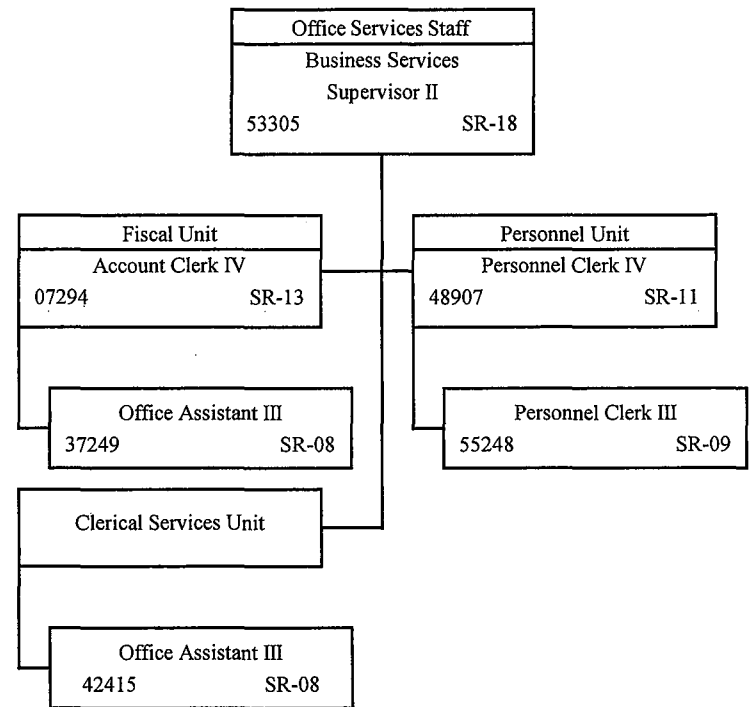 Office Services Staff
Business Services
Supervisor II
53305 SR-18
Fiscal Unit
Account Clerk IV
07294 SR-13
Personnel Unit
Personnel Clerk IV
48907 SR-11
Office Assistant III
37249 SR-08
Personnel Clerk III
55248 SR-09
Clerical Services Unit
Office Assistant III
42415 SR-08